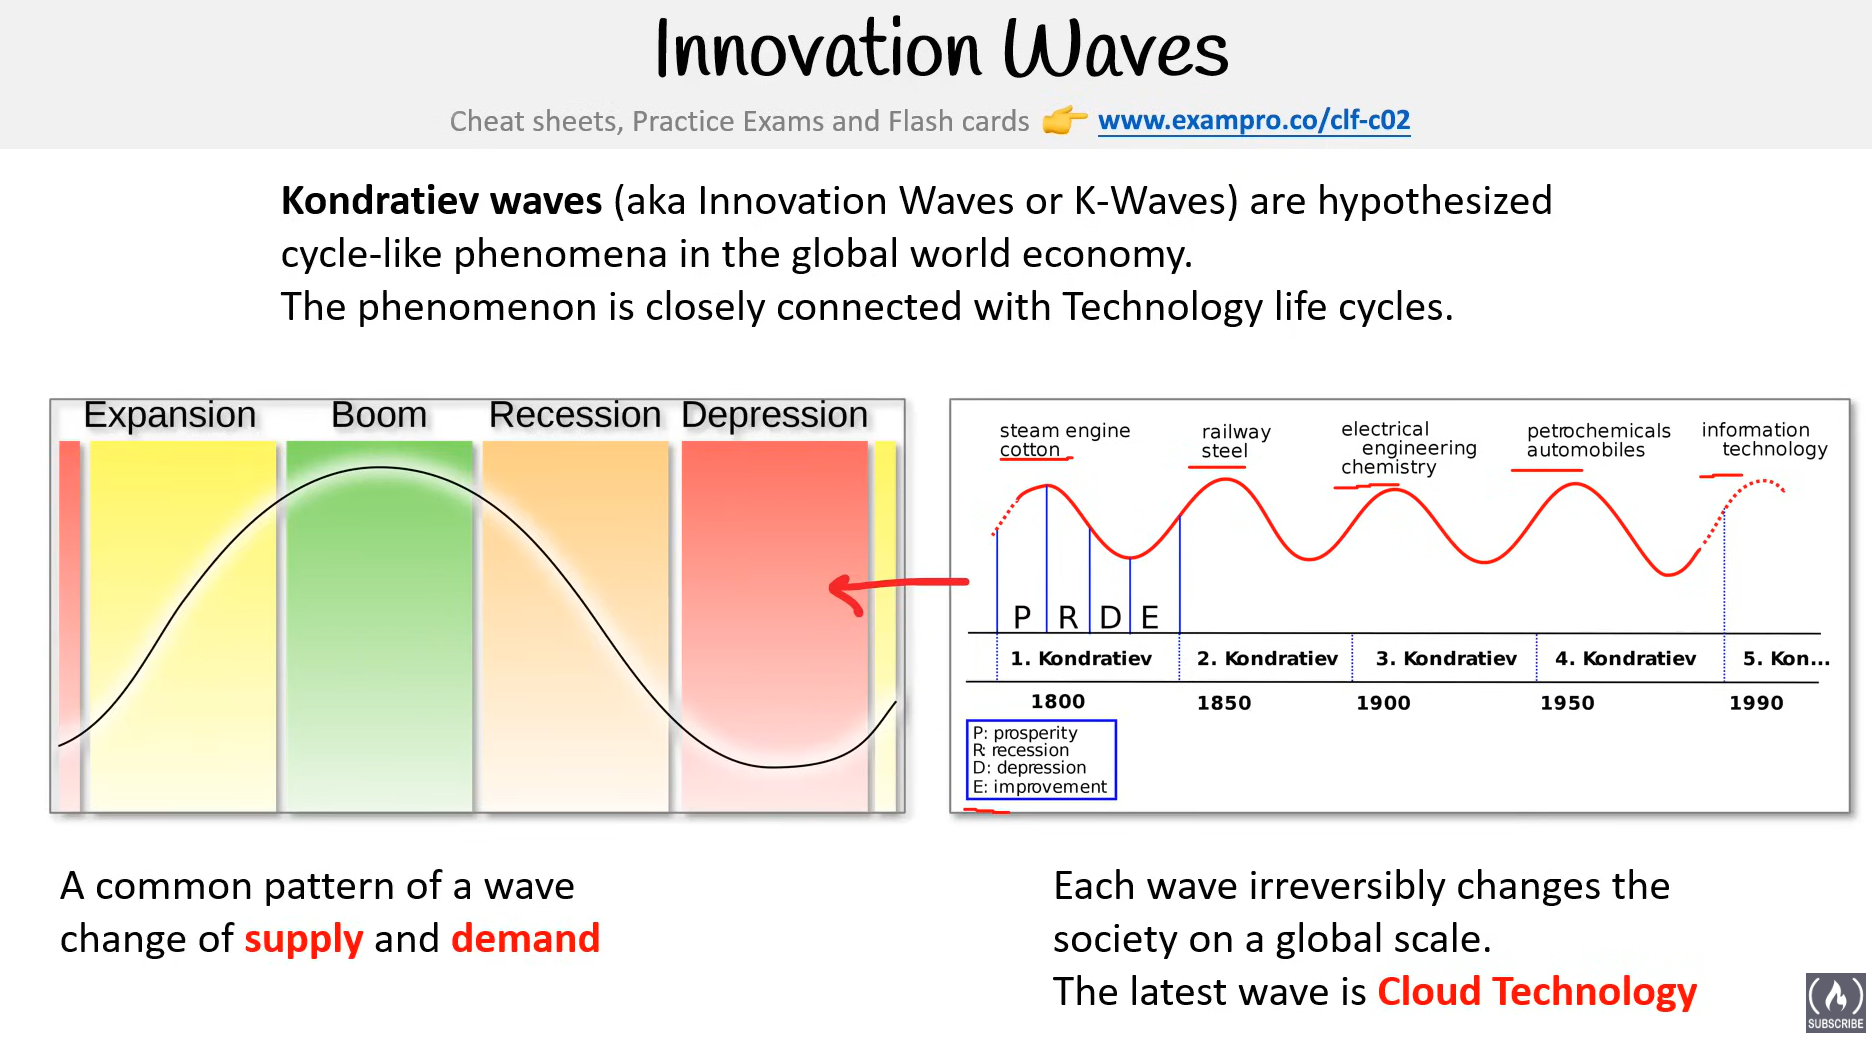 Innovation Waves
Cheat sheets, Practice Exams and Flash cards 👉 www.exampro.co/clf-c02
Kondratiev waves (aka Innovation Waves or K-Waves) are hypothesized
cycle-like phenomena in the global world economy.
The phenomenon is closely connected with Technology life cycles.
Expansion Boom Recession Depression
steam engine
cotton
railway
steel
electrical
engineering
chemistry
petrochemicals
automobiles
information
technology
P R D E
1. Kondratiev 2. Kondratiev 3. Kondratiev 4. Kondratiev 5. Kon...
1800 1850 1900 1950 1990
P: prosperity
R: recession
D: depression
E: improvement
A common pattern of a wave
change of supply and demand
Each wave irreversibly changes the
society on a global scale.
The latest wave is Cloud Technology
SUBSCRIBE